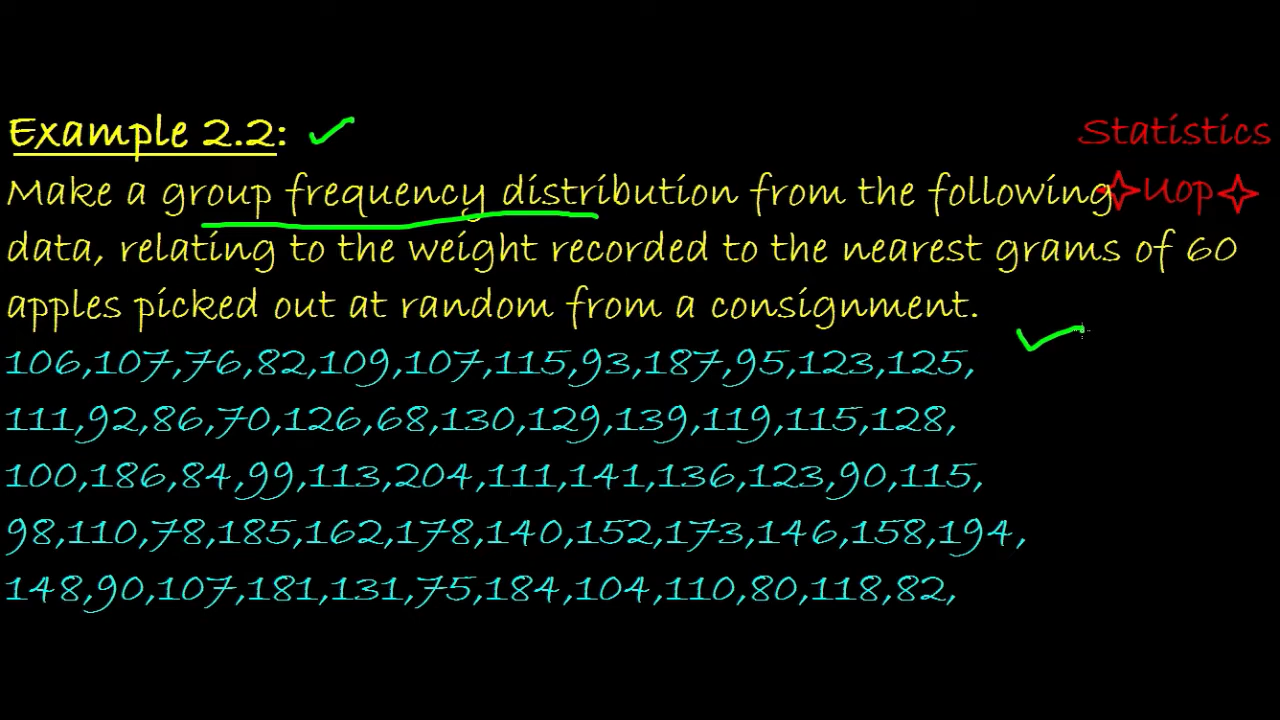 Example 2.2:
Statistics
Make a group frequency distribution from the following
Uop
data, relating to the weight recorded to the nearest grams of 60
apples picked out at random from a consignment.
106,107,76,82,109,107,115,93,187,95,123,125,
111,92,86,70,126,68,130,129,139,119,115,128,
100,186,84,99,113,204,111,141,136,123,90,115,
98,110,78,185,162,178,140,152,173,146,158,194,
148,90,107,181,131,75,184,104,110,80,118,82,